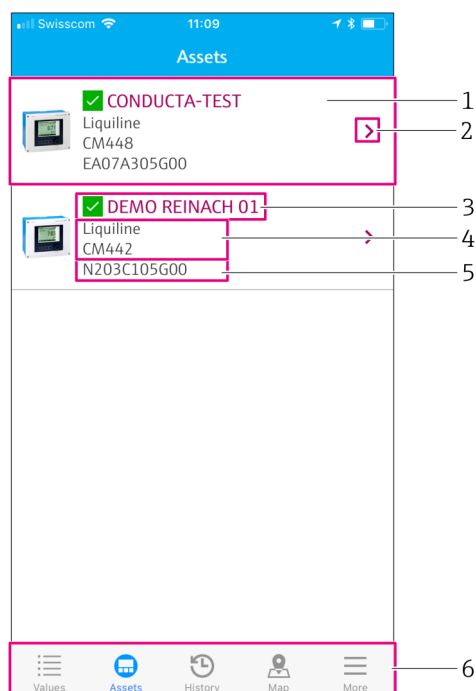 Swisscom 11:09
Assets
CONDUCTA-TEST
1
Liquiline
2
CM448
EA07A305G00
DEMO REINACH 01
3
Liquiline
4
CM442
N203C105G00
5
Values Assets History Map More
6